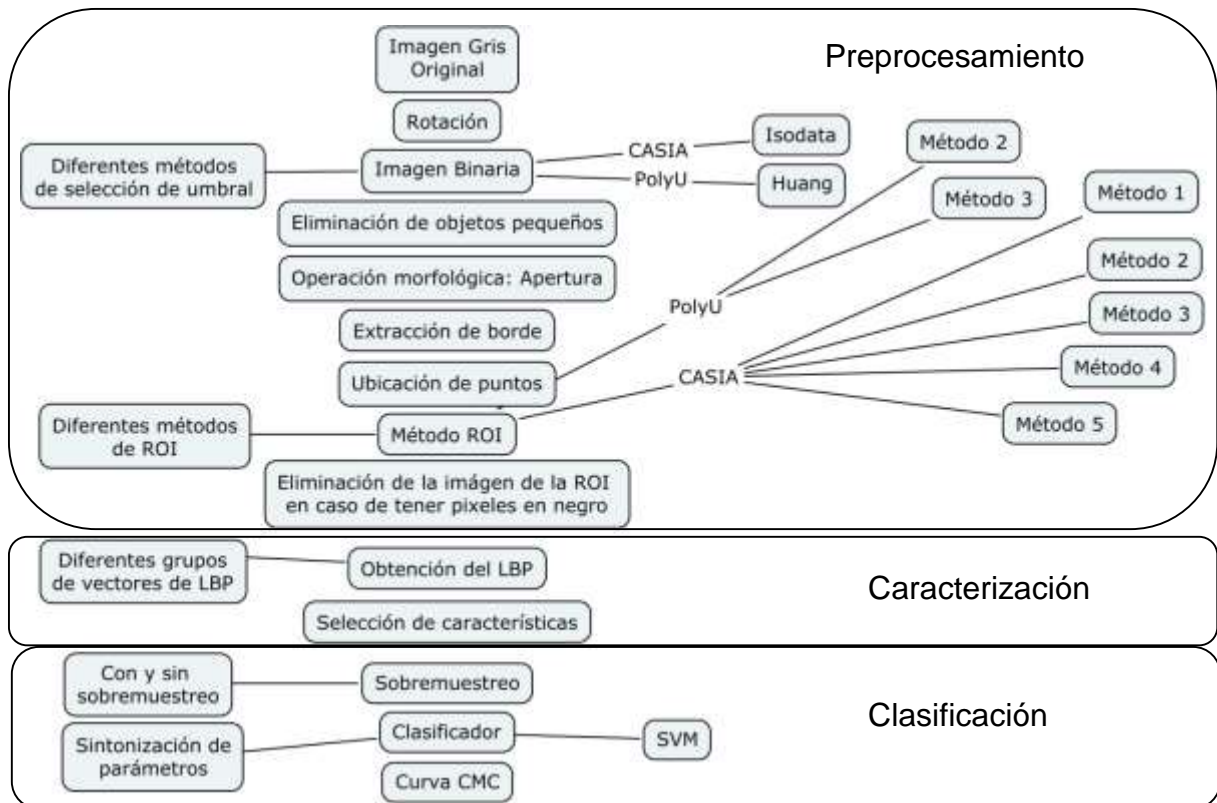 Preprocesamiento
Imagen Gris
Original
Rotación
Diferentes métodos
de selección de umbral
Imagen Binaria
CASIA
PolyU
Isodata
Huang
Método 2
Método 3
Método 1
Método 2
Método 3
Método 4
Método 5
Eliminación de objetos pequeños
Operación morfológica: Apertura
PolyU
Extracción de borde
Ubicación de puntos
CASIA
Diferentes métodos
de ROI
Método ROI
Eliminación de la imágen de la ROI
en caso de tener pixeles en negro
Caracterización
Diferentes grupos
de vectores de LBP
Obtención del LBP
Selección de características
Clasificación
Con y sin
sobremuestreo
Sobremuestreo
Sintonización de
parámetros
Clasificador
SVM
Curva CMC